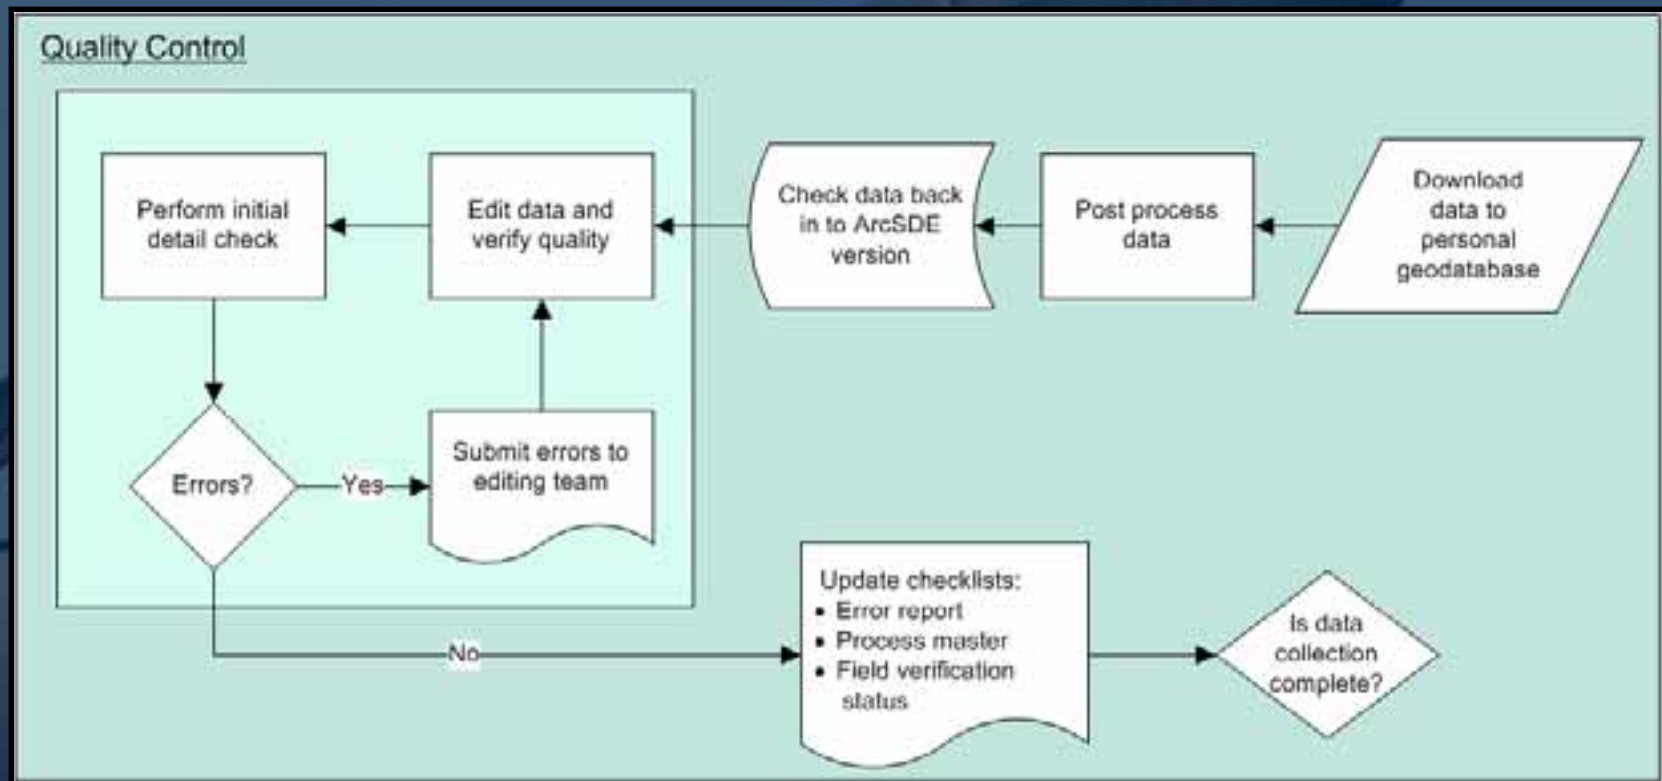 Quality Control
Perform initial
detail check
Edit data and
verify quality
Check data back
in to ArcSDE
version
Post process
data
Download
data to
personal
geodatabase
Errors?
Yes
Submit errors to
editing team
No
Update checklists:
• Error report
• Process master
• Field verification
status
Is data
collection
complete?